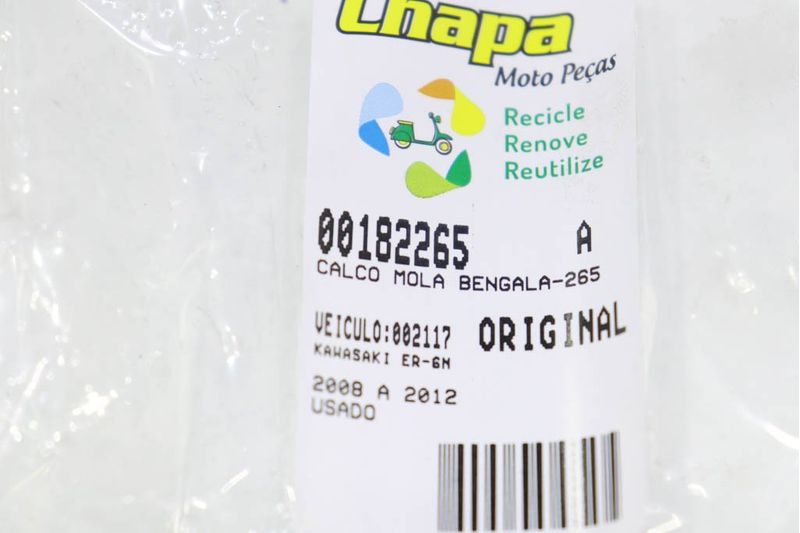 Chapa
Moto Peças
Recicle
Renove
Reutilize
00182265 A
CALCO MOLA BENGALA-265
VEICULO:002117 ORIGINAL
KAWASAKI ER-6N
2008 A 2012
USADO